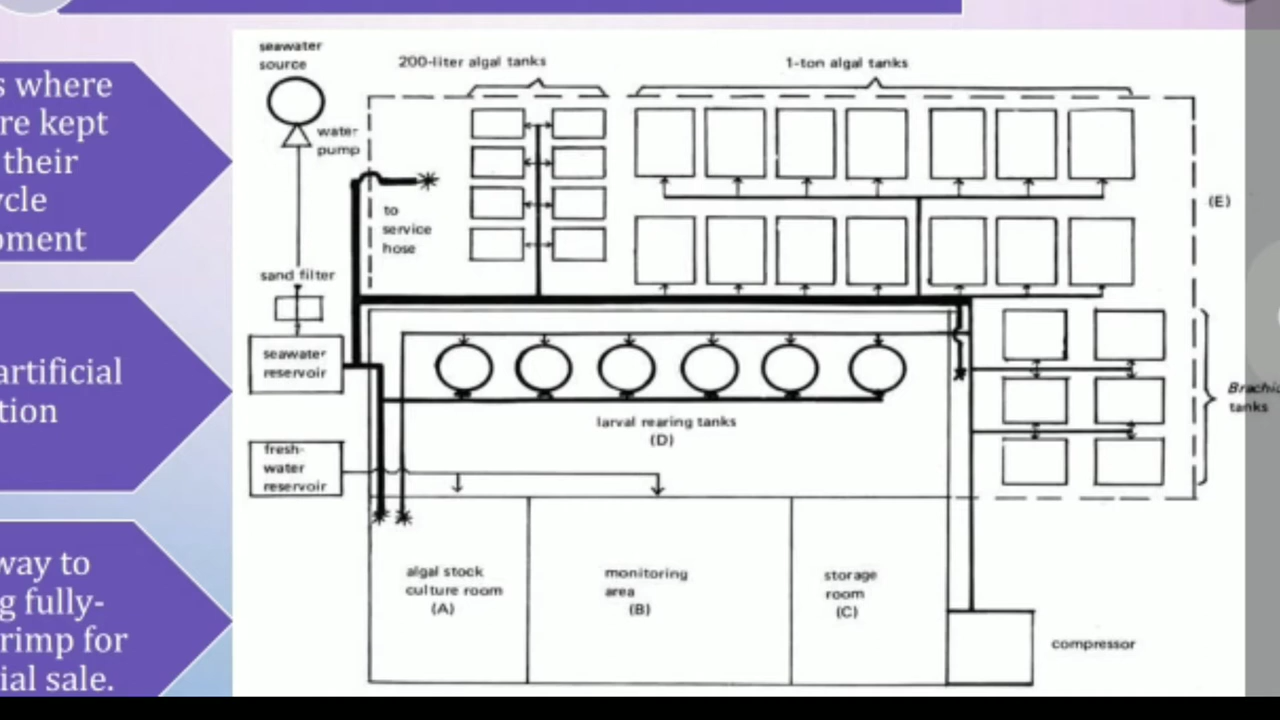 s where
re kept
their
ycle
oment
artificial
tion
way to
g fully-
rimp for
ial sale.
seawater
source
200-liter algal tanks
1-ton algal tanks
water
pump
to
service
hose
(E)
sand filter
seawater
reservoir
larval rearing tanks
(D)
Brachi
tanks
fresh-
water
reservoir
algal stock
culture room
(A)
monitoring
area
(B)
storage
room
(C)
compressor